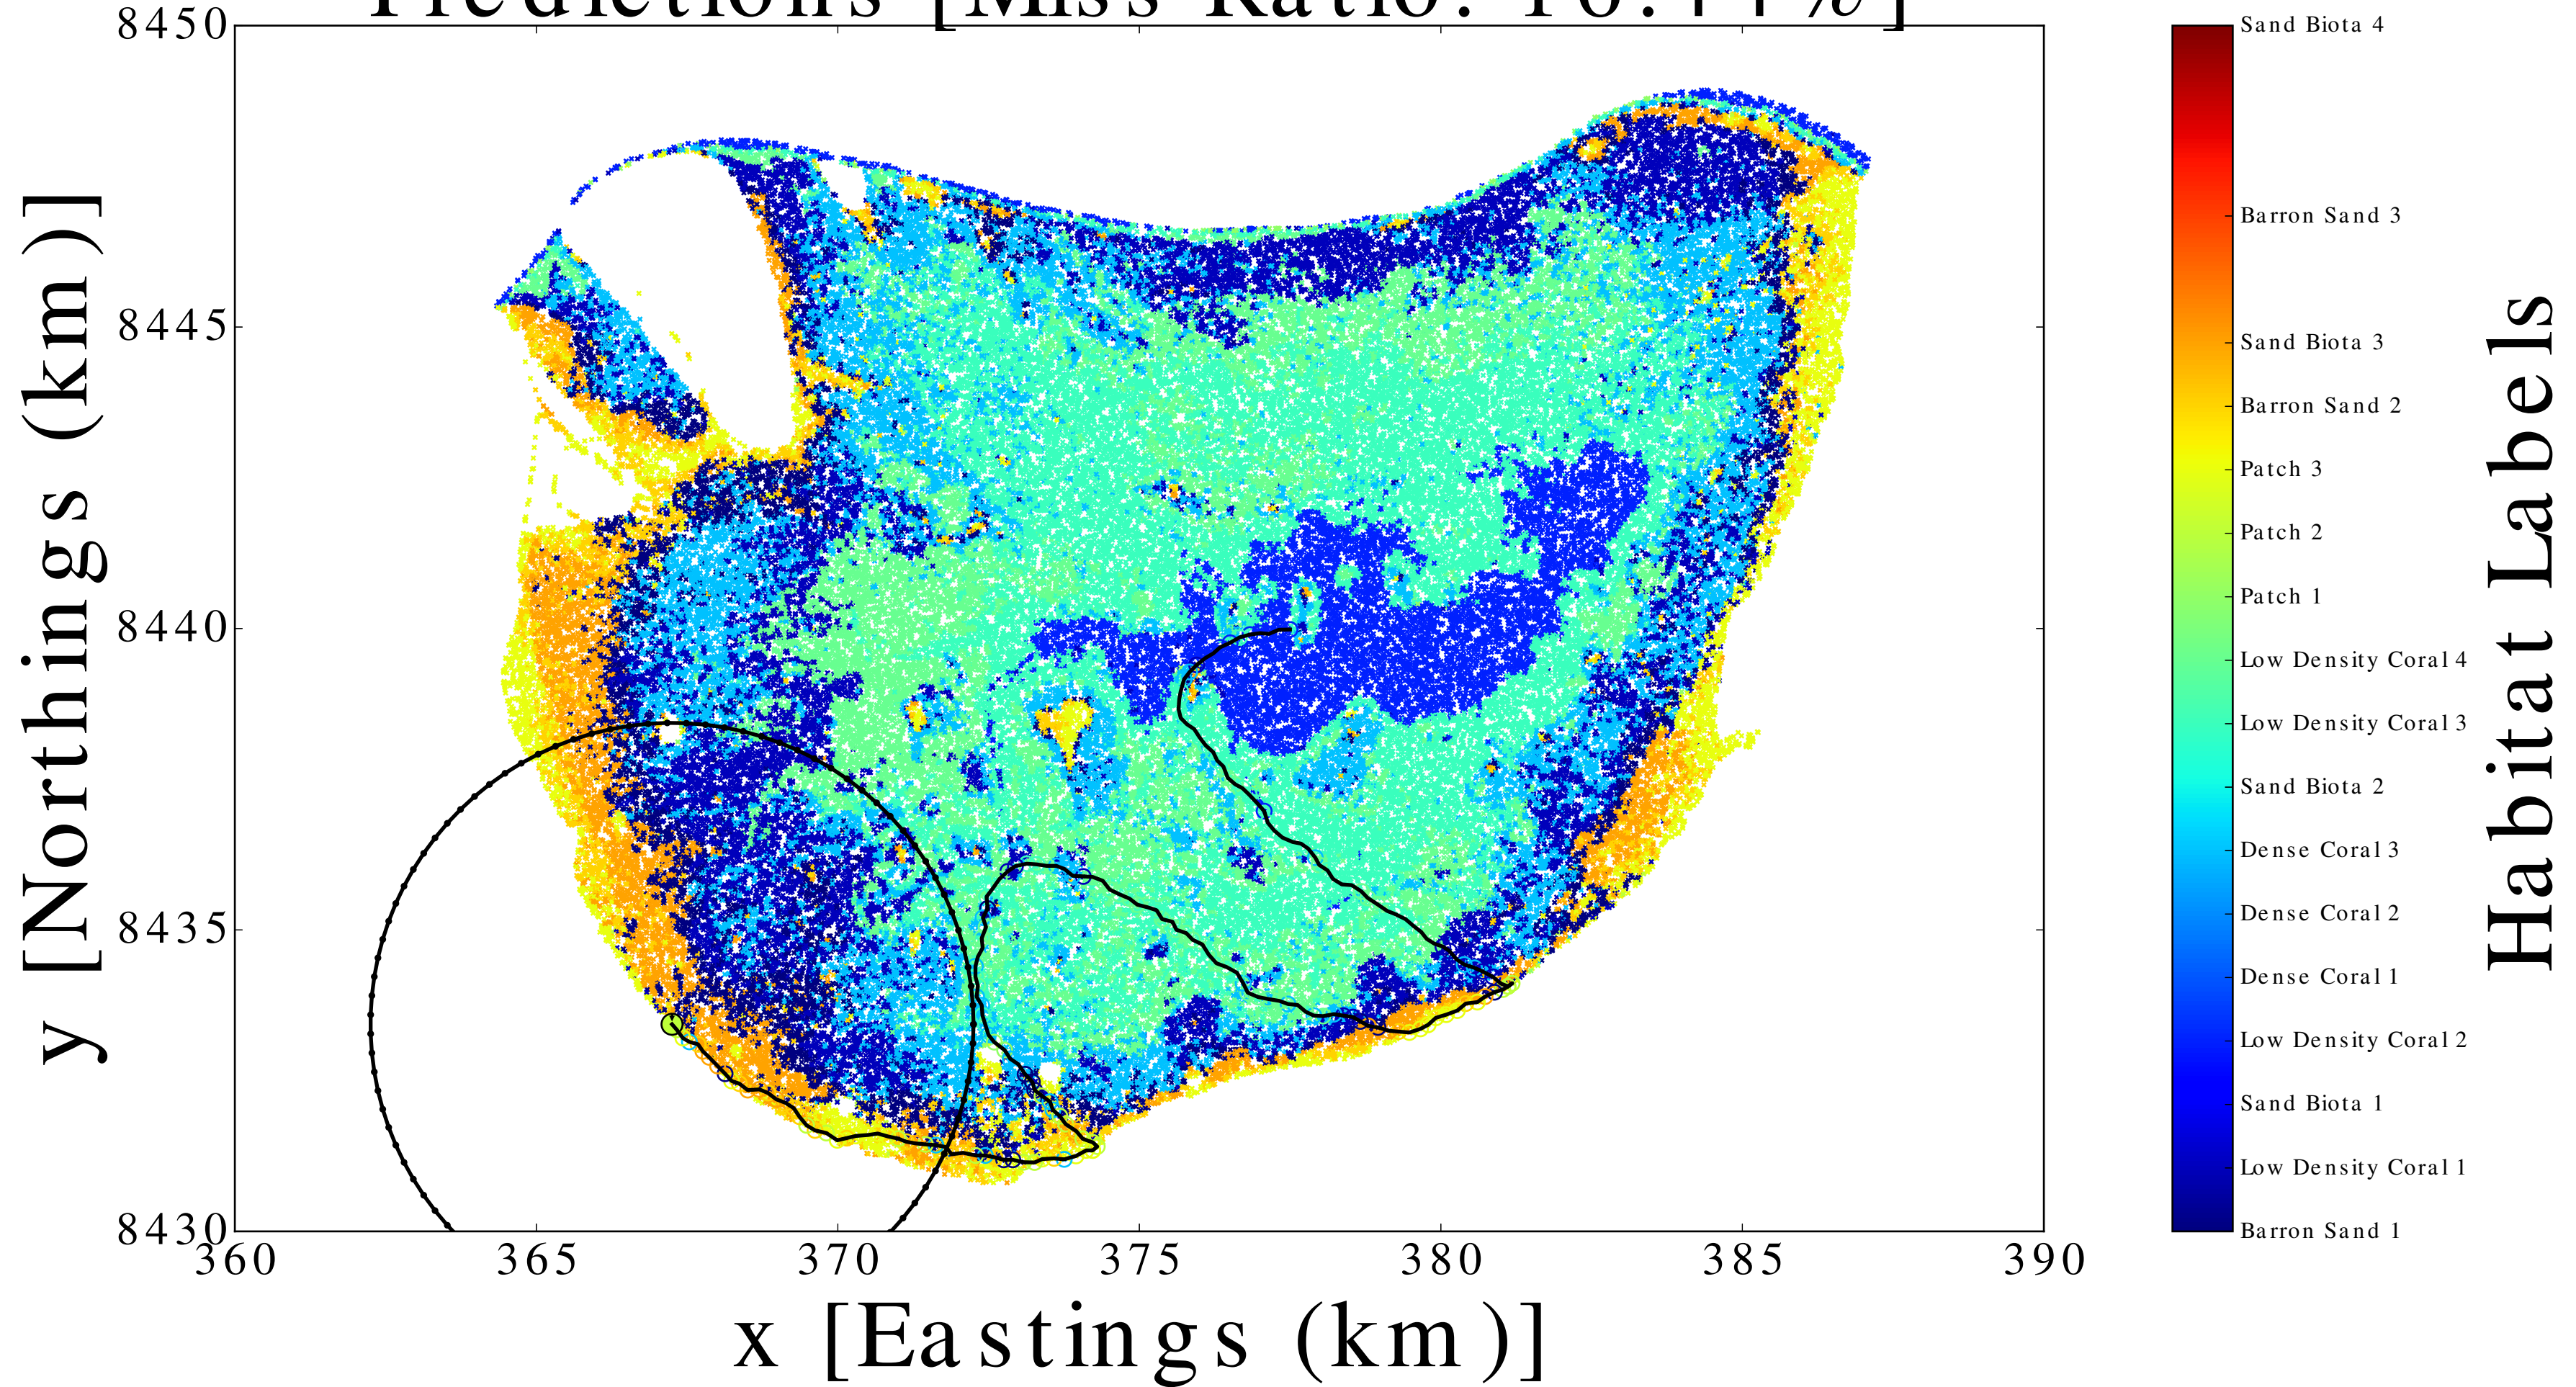 Predictions [Miss Ratio:
8450
8445
8440
8435
8430
360 365 370 375 380 385 390
x [Eastings (km)]
y [Northings (km)]
Sand Biota 4
Barron Sand 3
Sand Biota 3
Barron Sand 2
Patch 3
Patch 2
Patch 1
Low Density Coral 4
Low Density Coral 3
Sand Biota 2
Dense Coral 3
Dense Coral 2
Dense Coral 1
Low Density Coral 2
Sand Biota 1
Low Density Coral 1
Barron Sand 1
Habitat Labels